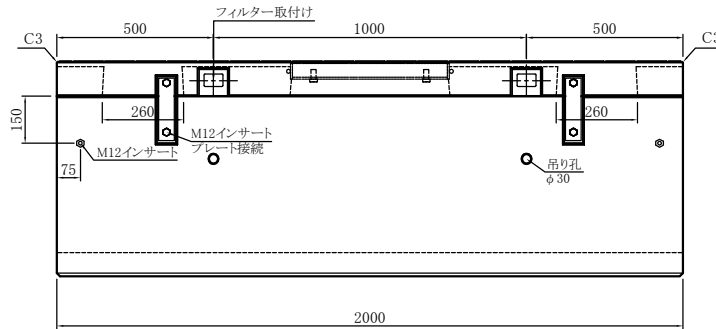 フィルター取付け
500
1000
500
C3
C3
260
260
150
M12インサート
プレート接続
M12インサート
75
吊り孔
φ30
2000